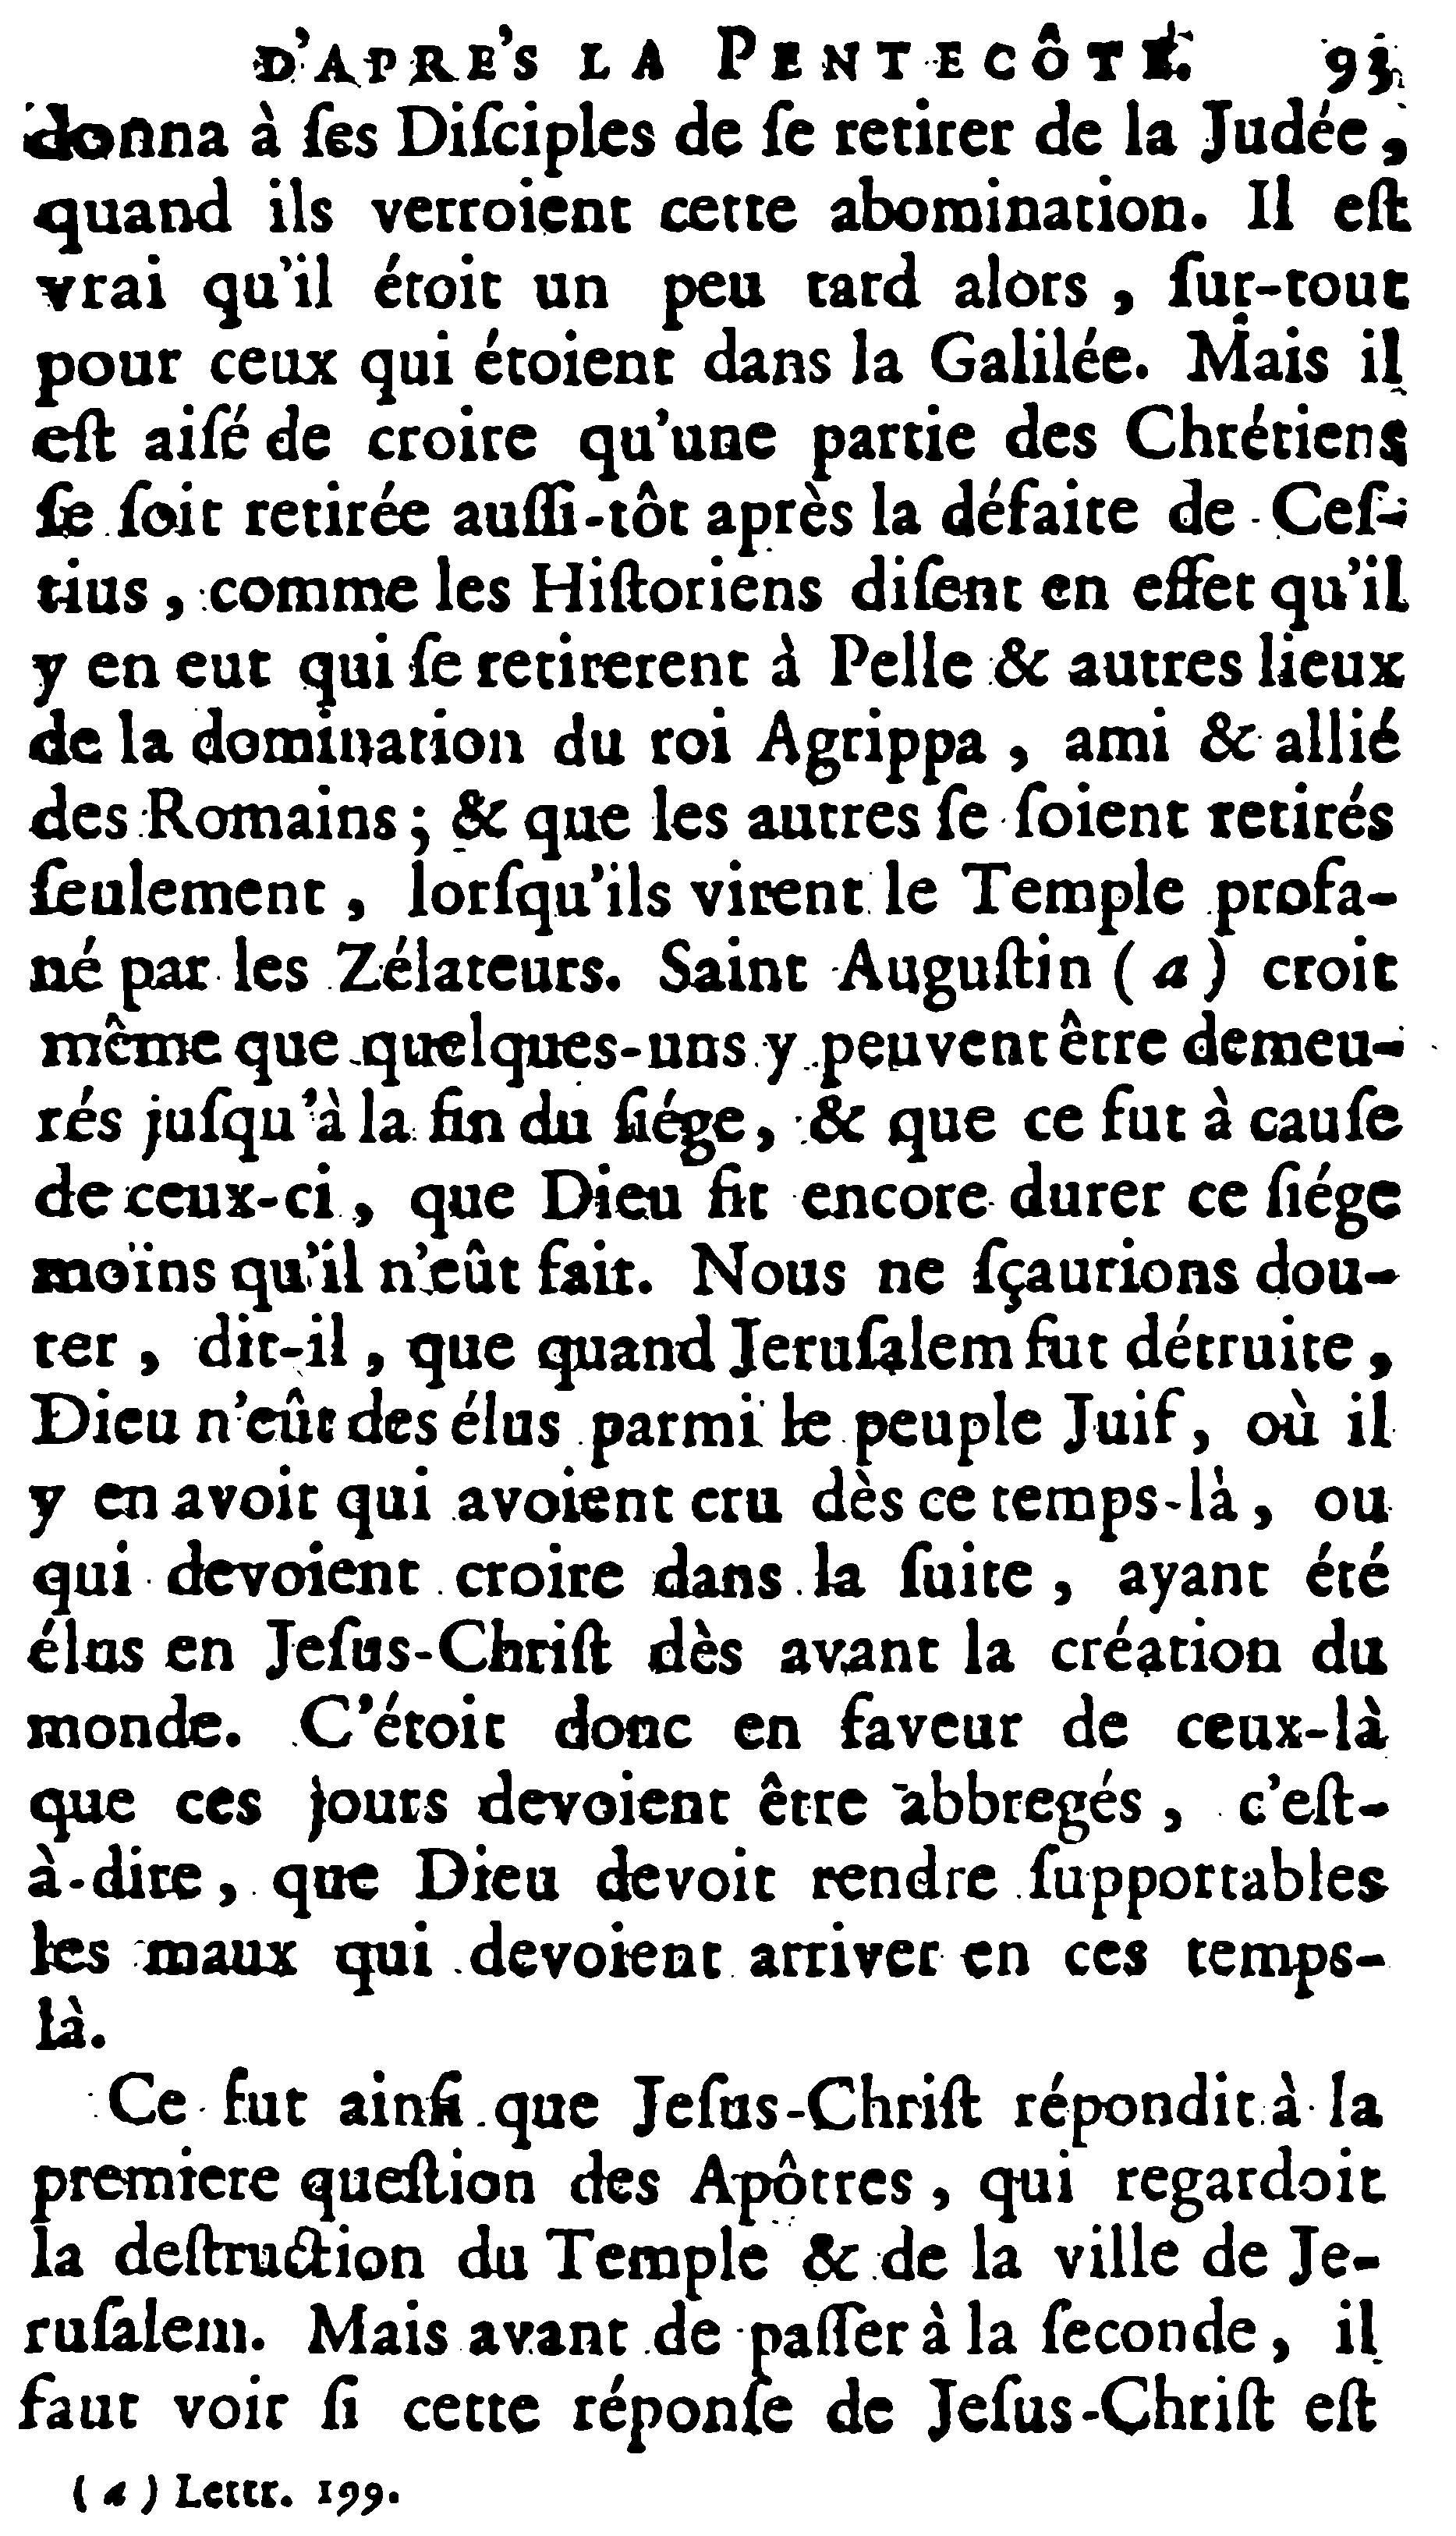 D'APRE'S LA PENTECÔTE. 93
donna à ſes Diſciples de ſe retirer de la Judée,
quand ils verroient cette abomination. Il eſt
vrai qu'il étoit un peu tard alors, ſur-tout
pour ceux qui étoient dans la Galilée. Mais il
eſt aiſé de croire qu'une partie des Chrétiens
ſe ſoit retirée auſſi-tôt après la défaite de Ceſ-
tius, comme les Hiſtoriens diſent en effet qu'il
y en eut qui ſe retirerent à Pelle & autres lieux
de la domination du roi Agrippa, ami & allié
des Romains; & que les autres ſe ſoient retirés
ſeulement, lorſqu'ils virent le Temple profa-
né par les Zélateurs. Saint Auguſtin (a) croit
même que quelques-uns y peuvent être demeu-
rés juſqu'à la fin du ſiége, & que ce fut à cauſe
de ceux-ci, que Dieu fit encore durer ce ſiége
moins qu'il n'eût fait. Nous ne ſçaurions dou-
ter, dit-il, que quand Jeruſalem fut détruite,
Dieu n'eût des élus parmi le peuple Juif, où il
y en avoit qui avoient cru dès ce temps-là, ou
qui devoient croire dans la ſuite, ayant été
élus en Jeſus-Chriſt dès avant la création du
monde. C'étoit donc en faveur de ceux-là
que ces jours devoient être abbregés, c'eſt-
à-dire, que Dieu devoit rendre ſupportables
les maux qui devoient arriver en ces temps-
là.
Ce fut ainſi que Jeſus-Chriſt répondit à la
premiere queſtion des Apôtres, qui regardoit
la deſtruction du Temple & de la ville de Je-
ruſalem. Mais avant de paſſer à la ſeconde, il
faut voir ſi cette réponſe de Jeſus-Chriſt eſt
(a) Lettr. 199.